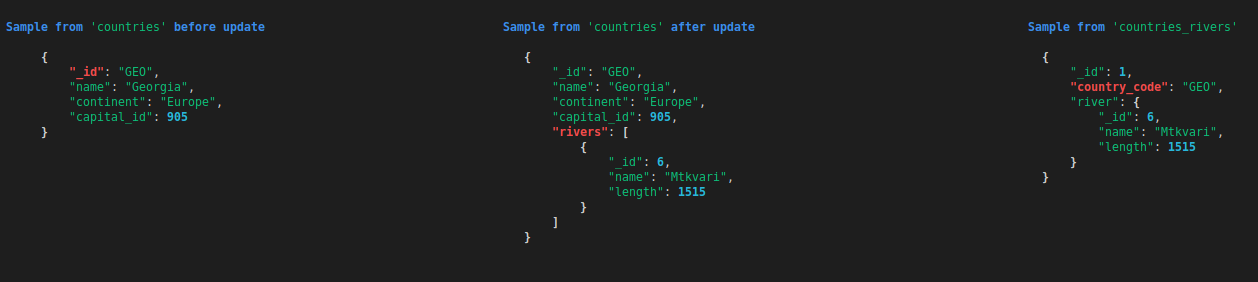 Sample from 'countries' before update
{
"_id": "GEO",
"name": "Georgia",
"continent": "Europe",
"capital_id": 905
}
Sample from 'countries' after update
{
"_id": "GEO",
"name": "Georgia",
"continent": "Europe",
"capital_id": 905,
"rivers": [
{
"_id": 6,
"name": "Mtkvari",
"length": 1515
}
]
}
Sample from 'countries_rivers'
{
"_id": 1,
"country_code": "GEO",
"river": {
"_id": 6,
"name": "Mtkvari",
"length": 1515
}
}